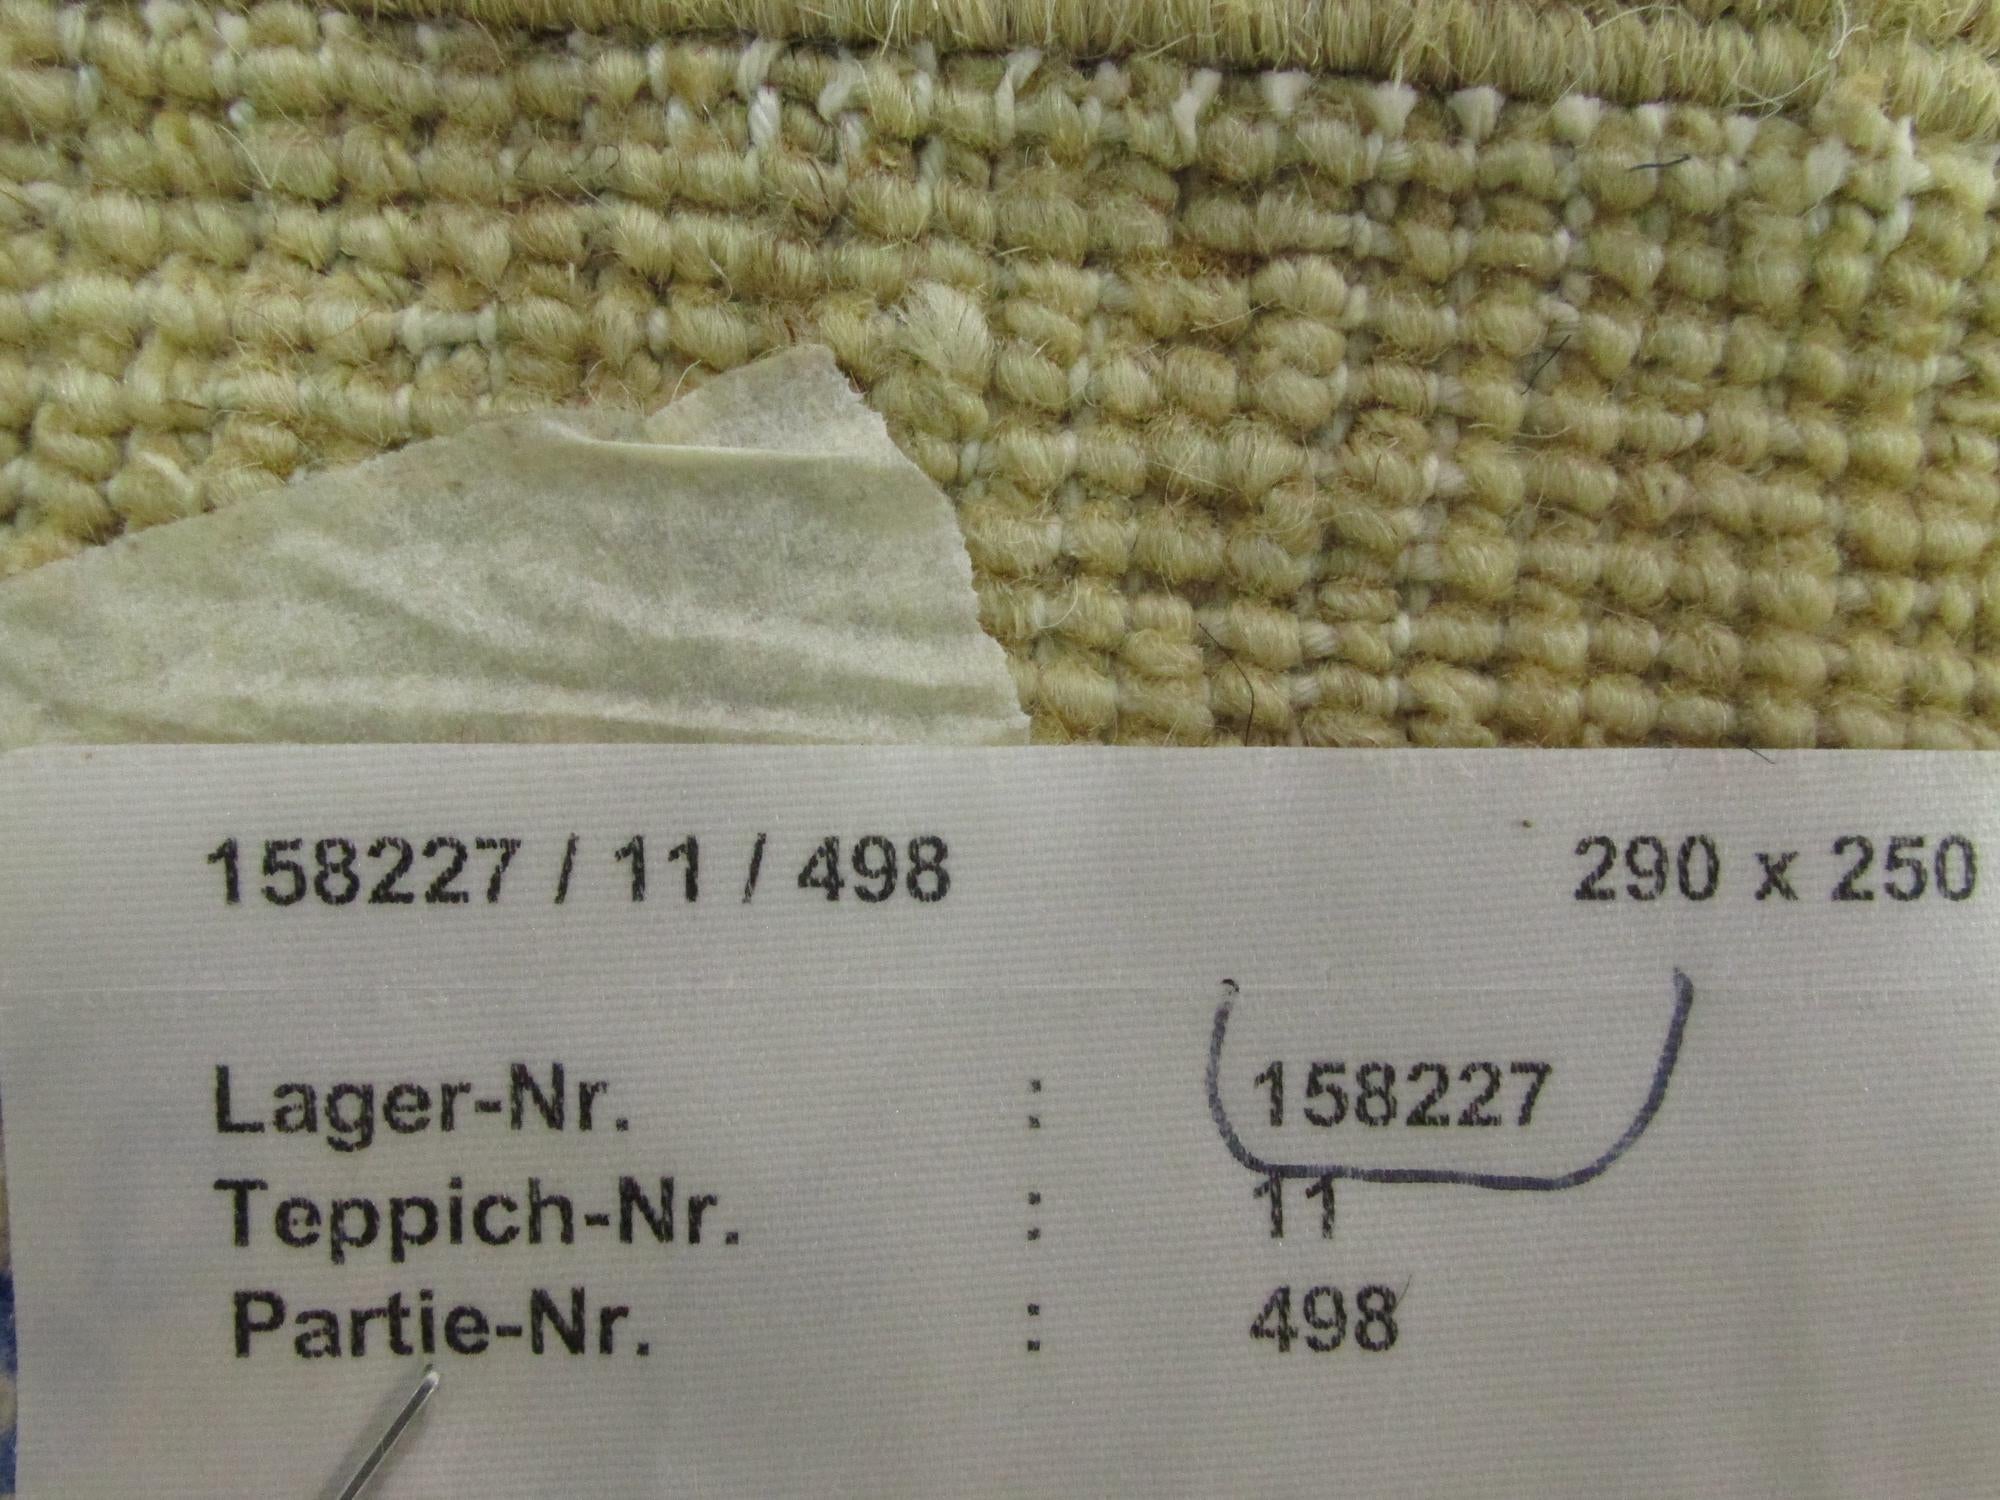 158227 / 11 / 498 290 x 250
Lager-Nr. : 158227
Teppich-Nr. : 11
Partie-Nr. : 498